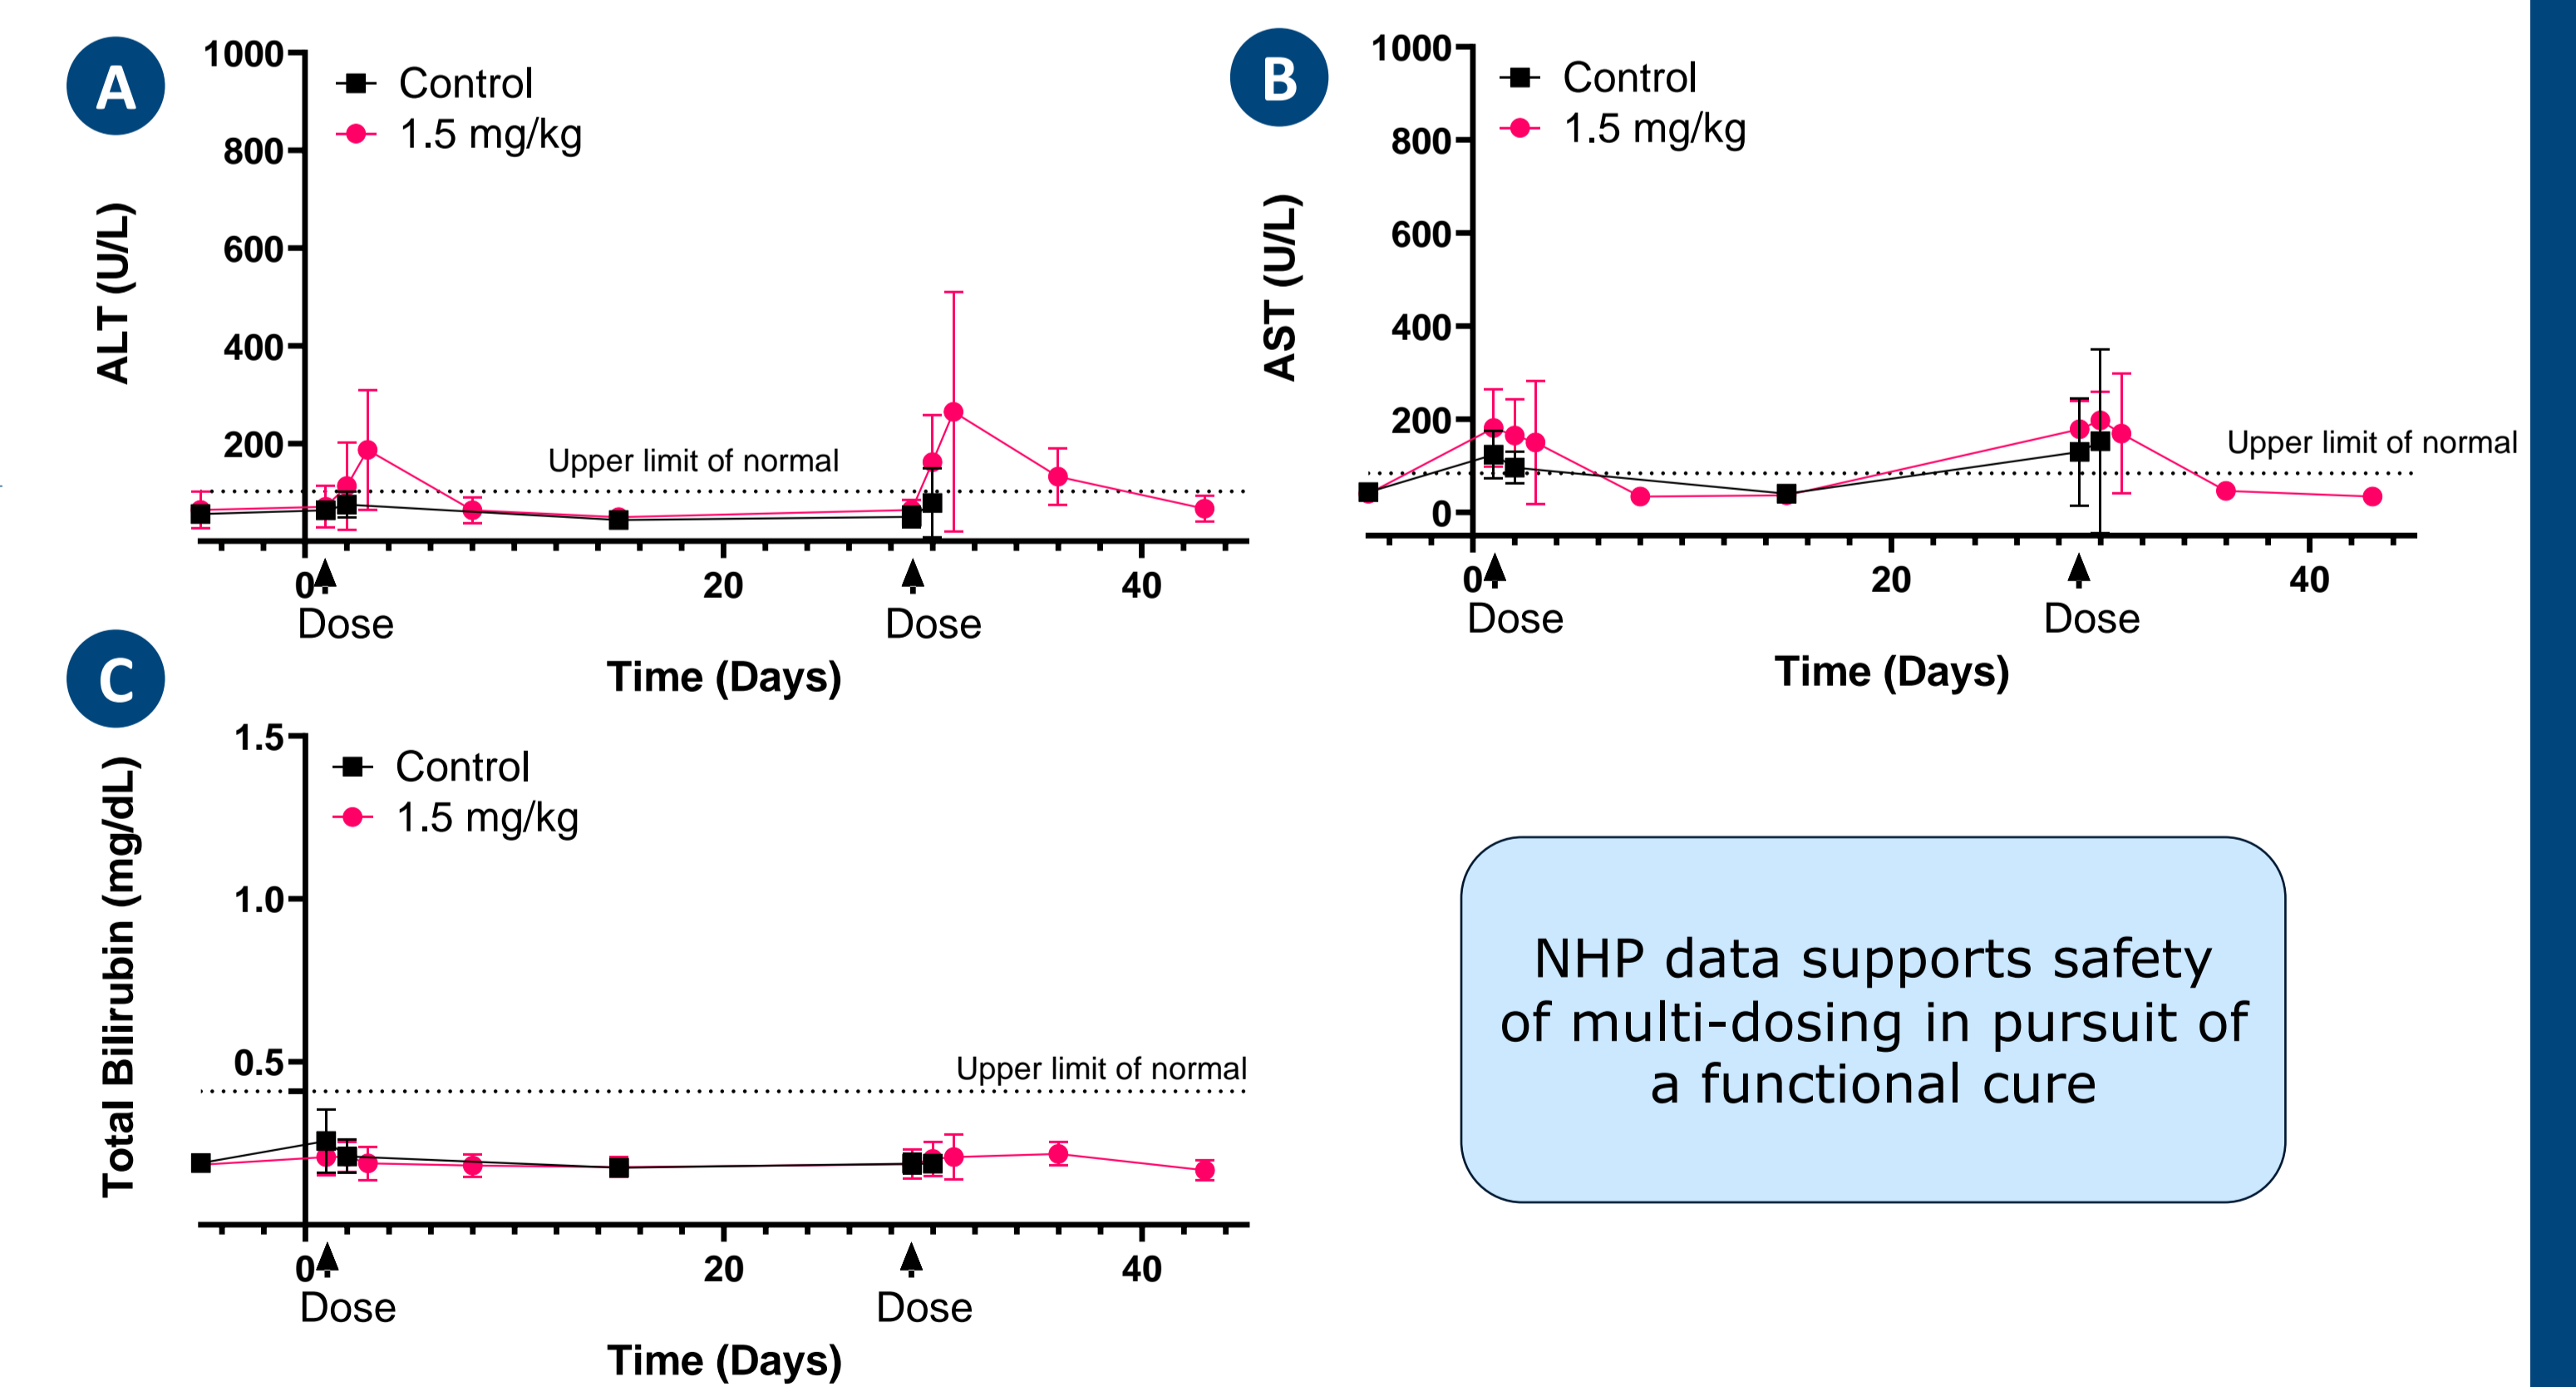 A
1000
800
600
400
200
ALT (U/L)
Control
1.5 mg/kg
Upper limit of normal
0
20
40
Dose
Dose
Time (Days)
B
1000
800
600
400
200
0
AST (U/L)
Control
1.5 mg/kg
Upper limit of normal
0
20
40
Dose
Dose
Time (Days)
C
1.5
1.0
0.5
Total Bilirubin (mg/dL)
Control
1.5 mg/kg
Upper limit of normal
0
20
40
Dose
Dose
Time (Days)
NHP data supports safety
of multi-dosing in pursuit of
a functional cure